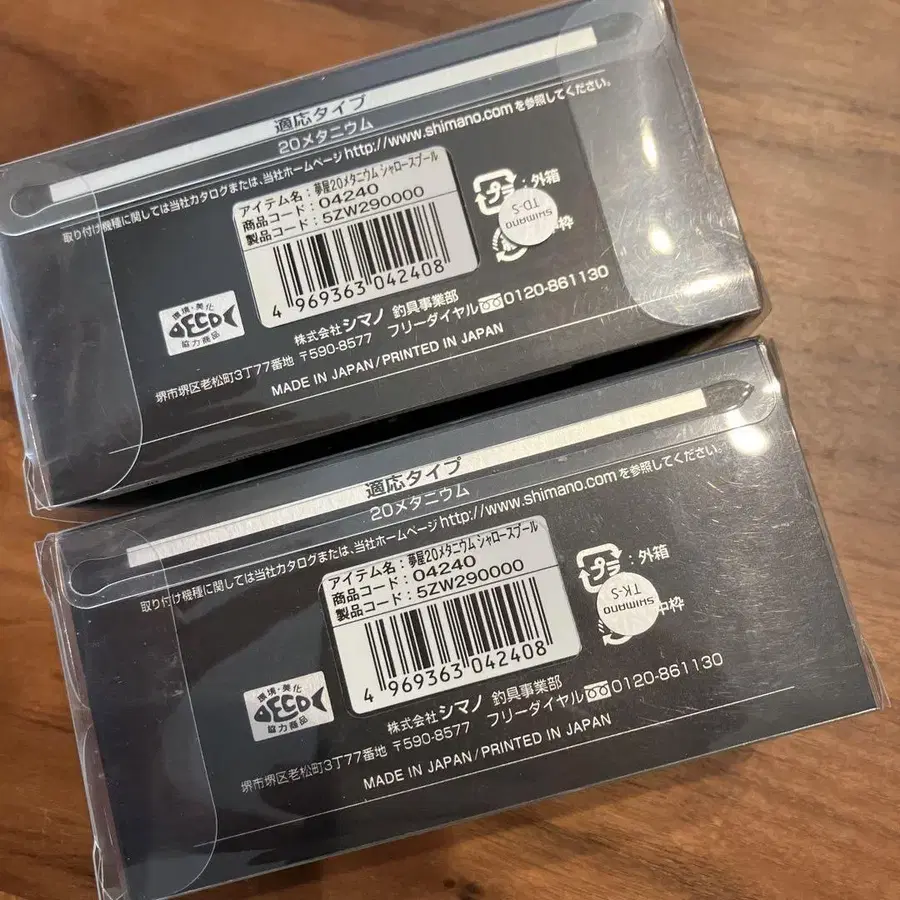 適応タイプ
20メタニウム
取り付け機種に関しては当社カタログまたは、当社ホームページhttp://www.shimano.comを参照してください。
アイテム名：夢屋20メタニウム シャロースプール
商品コード：04240
製品コード：5ZW290000
4 969363 042408
プラ
：外箱
SHIMANO
TD-S
中枠
環境・美化
ECO
協力商品
株式会社シマノ 釣具事業部
堺市堺区老松町3丁77番地 〒590-8577 フリーダイヤル 0120-861130
MADE IN JAPAN/PRINTED IN JAPAN
適応タイプ
20メタニウム
取り付け機種に関しては当社カタログまたは、当社ホームページhttp://www.shimano.comを参照してください。
アイテム名：夢屋20メタニウム シャロースプール
商品コード：04240
製品コード：5ZW290000
4 969363 042408
プラ
：外箱
SHIMANO
TK-S
中枠
環境・美化
ECO
協力商品
株式会社シマノ 釣具事業部
堺市堺区老松町3丁77番地 〒590-8577 フリーダイヤル 0120-861130
MADE IN JAPAN/PRINTED IN JAPAN